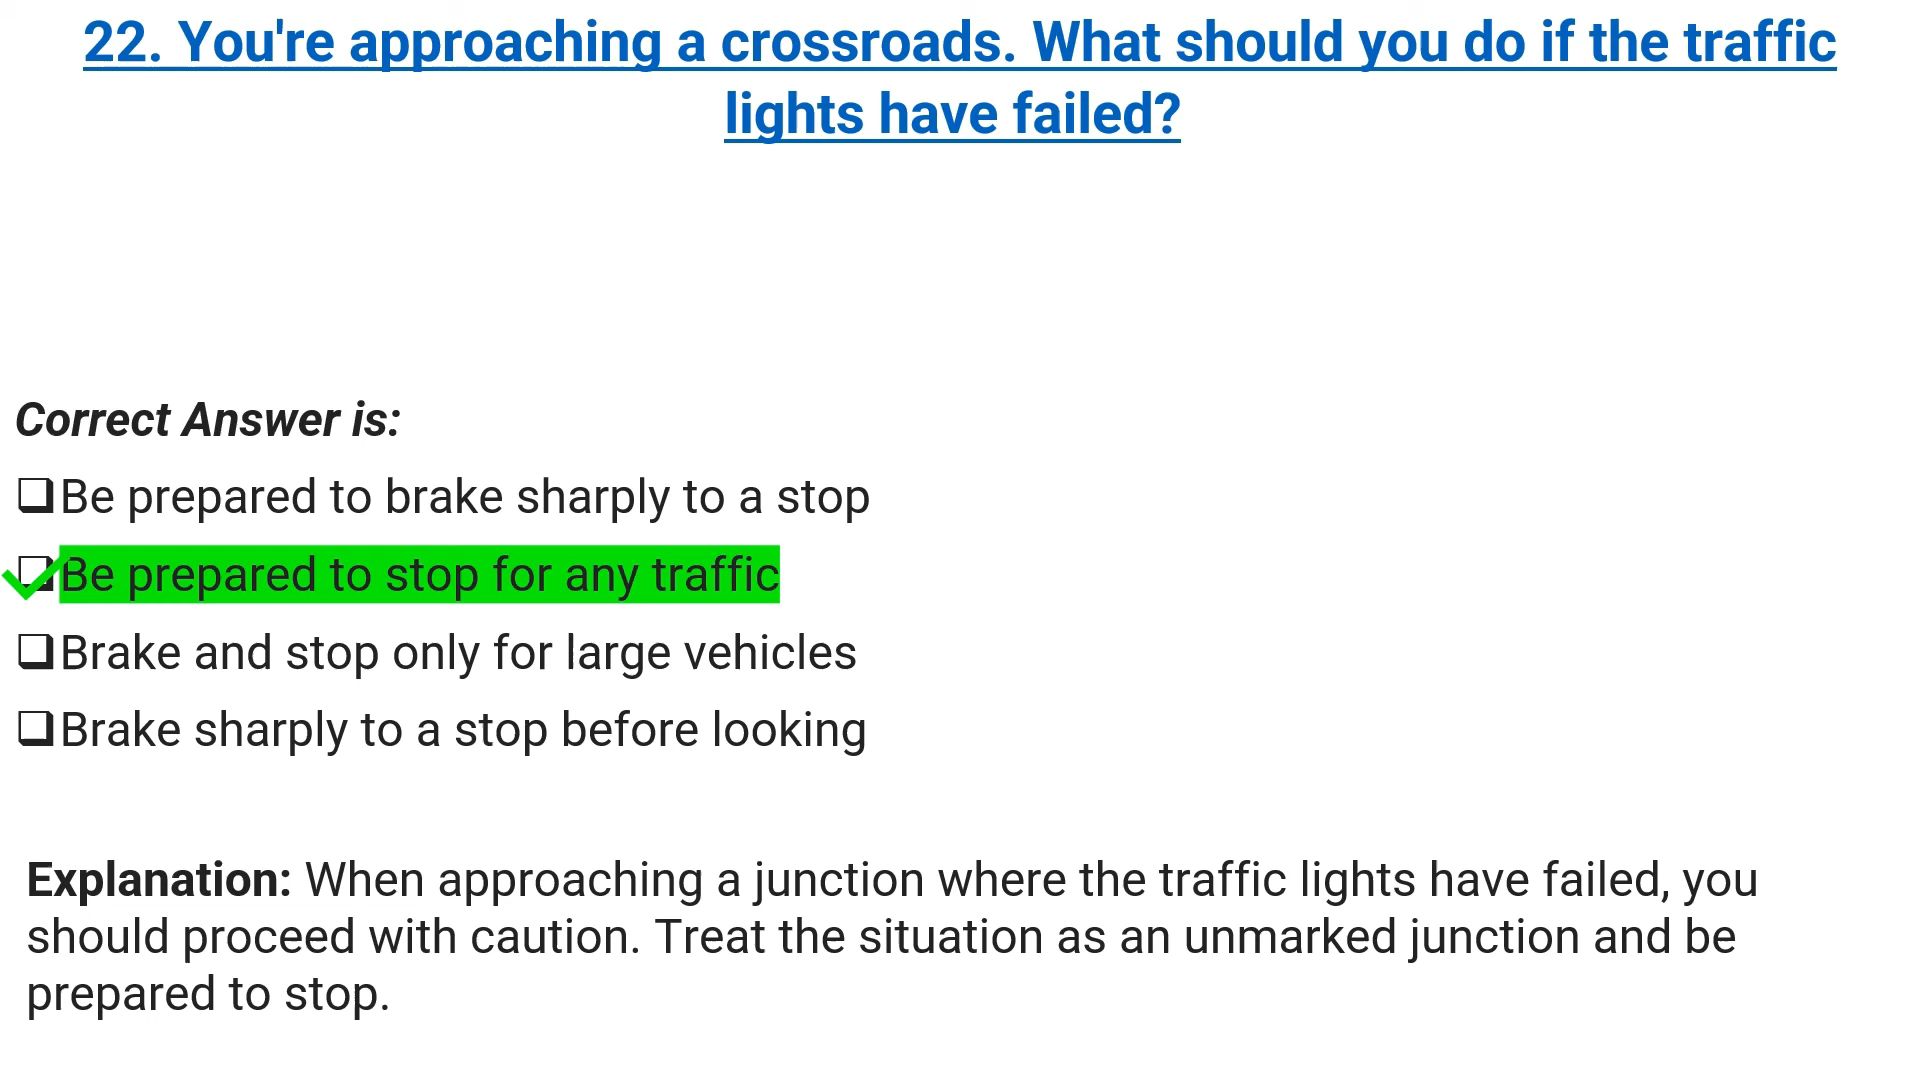 22. You're approaching a crossroads. What should you do if the traffic
lights have failed?
Correct Answer is:
❑Be prepared to brake sharply to a stop
❑Be prepared to stop for any traffic
❑Brake and stop only for large vehicles
❑Brake sharply to a stop before looking
Explanation: When approaching a junction where the traffic lights have failed, you
should proceed with caution. Treat the situation as an unmarked junction and be
prepared to stop.